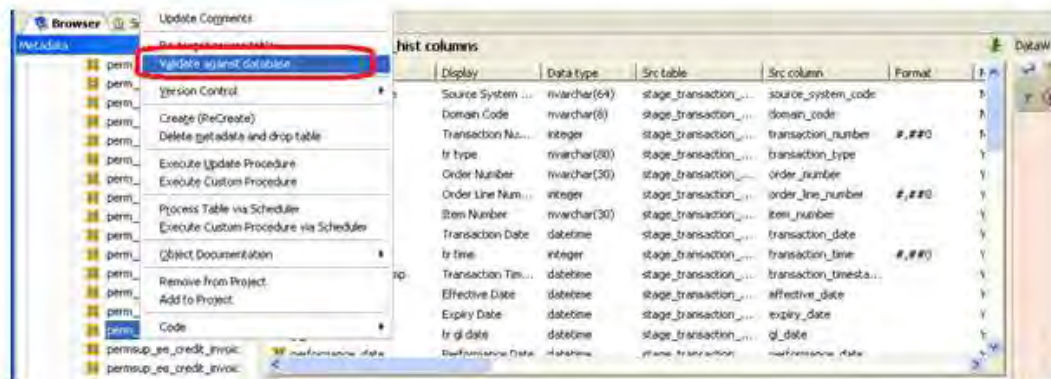 Browser
Update Comments
Metadata
_hist columns
DataW
Validate against database
Display Data type Src table Src column Format
perm_
Version Control
Source System ... nvarchar(64) stage_transaction_... source_system_code
perm_
Domain Code nvarchar(8) stage_transaction_... domain_code
Create (ReCreate)
perm_
Transaction Nu... integer stage_transaction_... transaction_number #,##0
Delete metadata and drop table
perm_
tr type nvarchar(80) stage_transaction_... transaction_type
Execute Update Procedure
perm_
Order Number nvarchar(30) stage_transaction_... order_number
Execute Custom Procedure
perm_
Order Line Num... integer stage_transaction_... order_line_number #,##0
Process Table via Scheduler
perm_
Item Number nvarchar(30) stage_transaction_... item_number
Execute Custom Procedure via Scheduler
perm_
Transaction Date datetime stage_transaction_... transaction_date
Object Documentation
perm_
tr time integer stage_transaction_... transaction_time #,##0
Remove from Project
perm_
Transaction Tim... datetime stage_transaction_... transaction_timesta...
Add to Project
perm_
Effective Date datetime stage_transaction_... effective_date
perm_
Expiry Date datetime stage_transaction_... expiry_date
Code
perm_
tr gl date datetime stage_transaction_... gl_date
permsup_ee_credit_invoic
performance_date Performance Date datetime stage_transaction performance_date
permsup_ee_credit_invoic